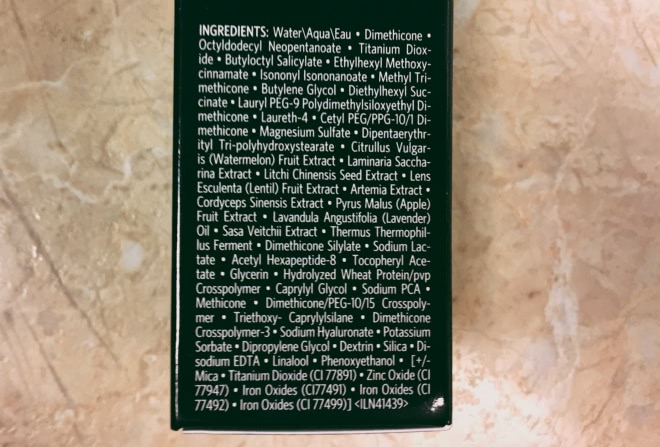 INGREDIENTS: Water\Aqua\Eau • Dimethicone •
Octyldodecyl Neopentanoate • Titanium Diox-
ide • Butyloctyl Salicylate • Ethylhexyl Methoxy-
cinnamate • Isononyl Isononanoate • Methyl Tri-
methicone • Butylene Glycol • Diethylhexyl Suc-
cinate • Lauryl PEG-9 Polydimethylsiloxyethyl Di-
methicone • Laureth-4 • Cetyl PEG/PPG-10/1 Di-
methicone • Magnesium Sulfate • Dipentaerythr-
ityl Tri-polyhydroxystearate • Citrullus Vulgar-
is (Watermelon) Fruit Extract • Laminaria Saccha-
rina Extract • Litchi Chinensis Seed Extract • Lens
Esculenta (Lentil) Fruit Extract • Artemia Extract •
Cordyceps Sinensis Extract • Pyrus Malus (Apple)
Fruit Extract • Lavandula Angustifolia (Lavender)
Oil • Sasa Veitchii Extract • Thermus Thermophil-
lus Ferment • Dimethicone Silylate • Sodium Lac-
tate • Acetyl Hexapeptide-8 • Tocopheryl Ace-
tate • Glycerin • Hydrolyzed Wheat Protein/pvp
Crosspolymer • Caprylyl Glycol • Sodium PCA •
Methicone • Dimethicone/PEG-10/15 Crosspoly-
mer • Triethoxy- Caprylylsilane • Dimethicone
Crosspolymer-3 • Sodium Hyaluronate • Potassium
Sorbate • Dipropylene Glycol • Dextrin • Silica • Di-
sodium EDTA • Linalool • Phenoxyethanol • [+/-
Mica • Titanium Dioxide (CI 77891) • Zinc Oxide (CI
77947) • Iron Oxides (CI77491) • Iron Oxides (CI
77492) • Iron Oxides (CI 77499)] <ILN41439>